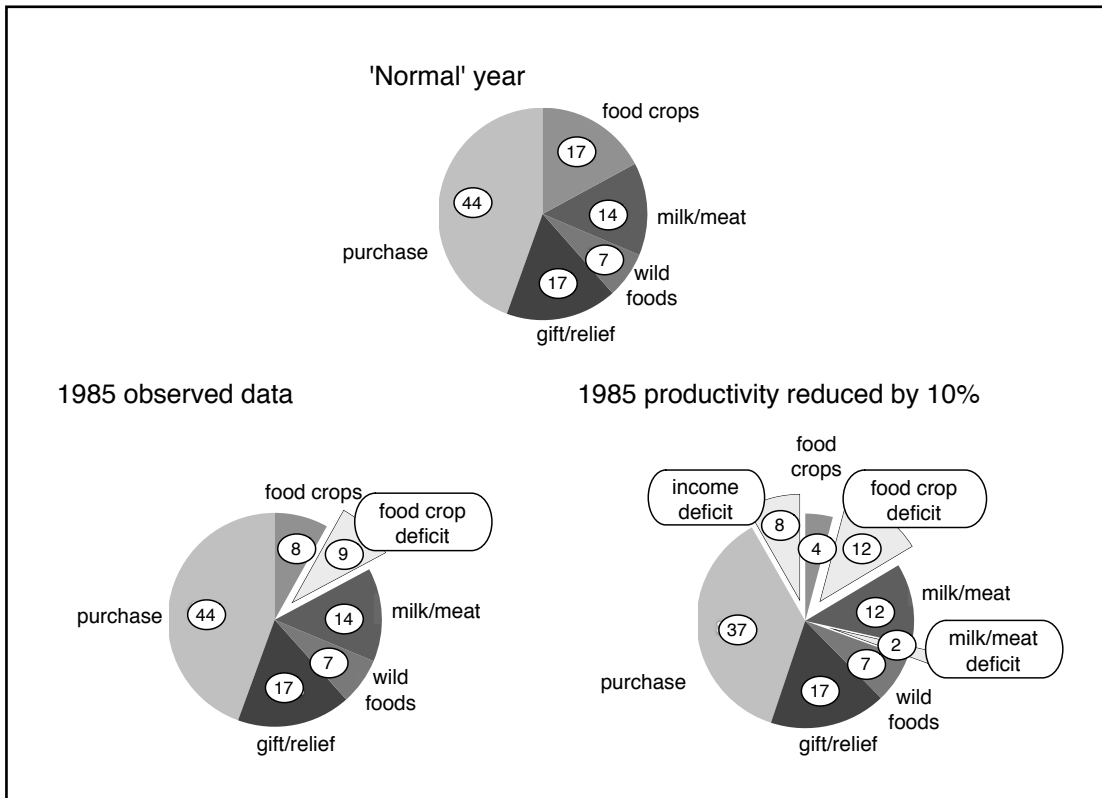 'Normal' year
food crops
17
44
14
milk/meat
purchase
7
wild
foods
17
gift/relief
1985 observed data
food crops
food crop
deficit
8
9
purchase
44
14
milk/meat
7
wild
foods
17
gift/relief
1985 productivity reduced by 10%
food
crops
income
deficit
food crop
deficit
8
4
12
milk/meat
12
37
2
milk/meat
deficit
purchase
7
17
wild
foods
gift/relief